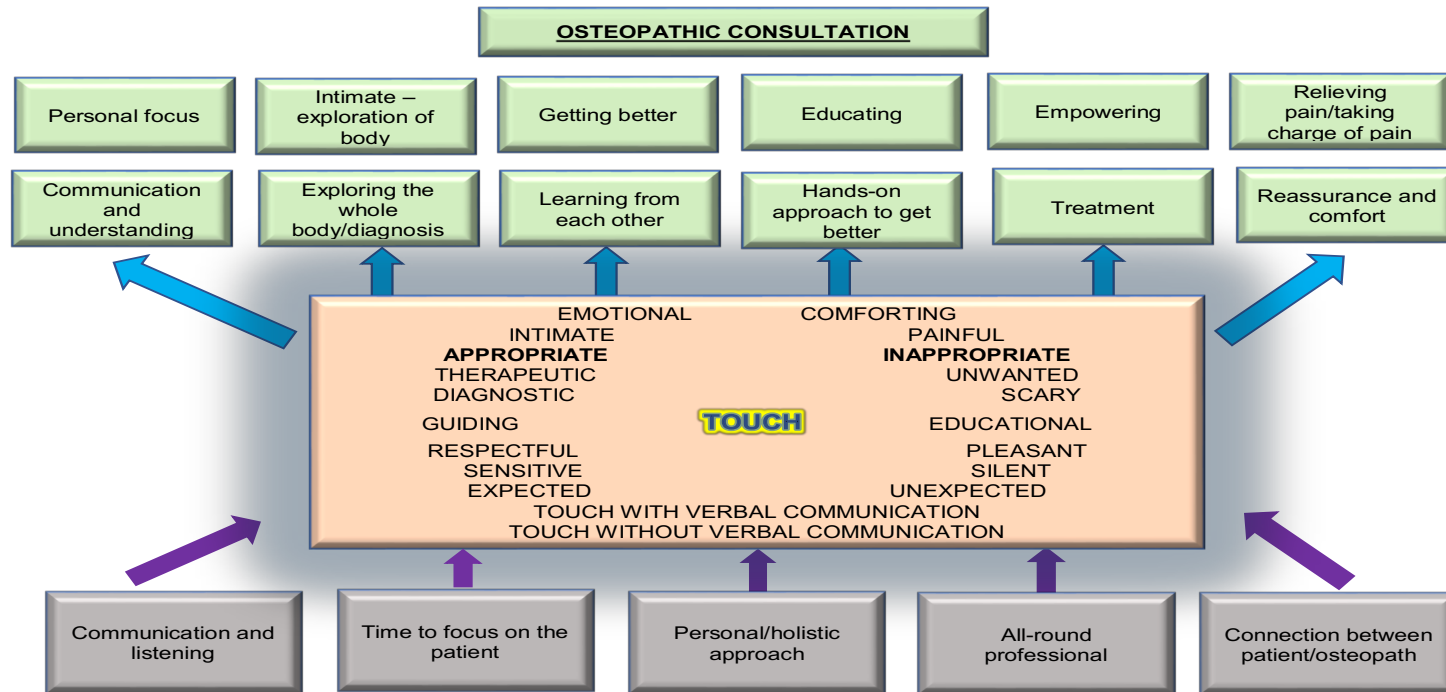 OSTEOPATHIC CONSULTATION
Personal focus
Intimate –
exploration of
body
Getting better
Educating
Empowering
Relieving
pain/taking
charge of pain
Communication
and
understanding
Exploring the
whole
body/diagnosis
Learning from
each other
Hands-on
approach to get
better
Treatment
Reassurance and
comfort
EMOTIONAL COMFORTING
INTIMATE PAINFUL
APPROPRIATE INAPPROPRIATE
THERAPEUTIC UNWANTED
DIAGNOSTIC SCARY
GUIDING TOUCH EDUCATIONAL
RESPECTFUL PLEASANT
SENSITIVE SILENT
EXPECTED UNEXPECTED
TOUCH WITH VERBAL COMMUNICATION
TOUCH WITHOUT VERBAL COMMUNICATION
Communication and
listening
Time to focus on the
patient
Personal/holistic
approach
All-round
professional
Connection between
patient/osteopath